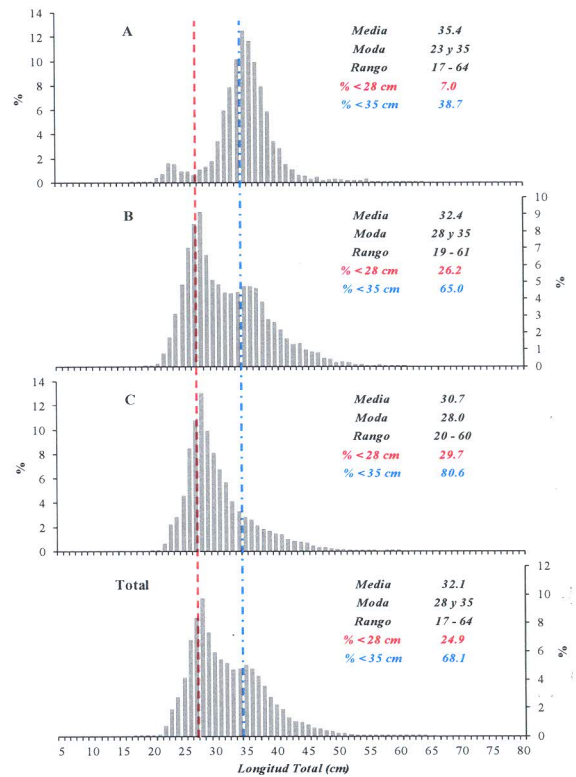 14
12
10
8
6
4
2
0
%
A
Media 35.4
Moda 23 y 35
Rango 17 - 64
% < 28 cm 7.0
% < 35 cm 38.7
10
9
8
7
6
5
4
3
2
1
0
%
B
Media 32.4
Moda 28 y 35
Rango 19 - 61
% < 28 cm 26.2
% < 35 cm 65.0
14
12
10
8
6
4
2
0
%
C
Media 30.7
Moda 28.0
Rango 20 - 60
% < 28 cm 29.7
% < 35 cm 80.6
12
10
8
6
4
2
0
%
Total
Media 32.1
Moda 28 y 35
Rango 17 - 64
% < 28 cm 24.9
% < 35 cm 68.1
5 10 15 20 25 30 35 40 45 50 55 60 65 70 75 80
Longitud Total (cm)